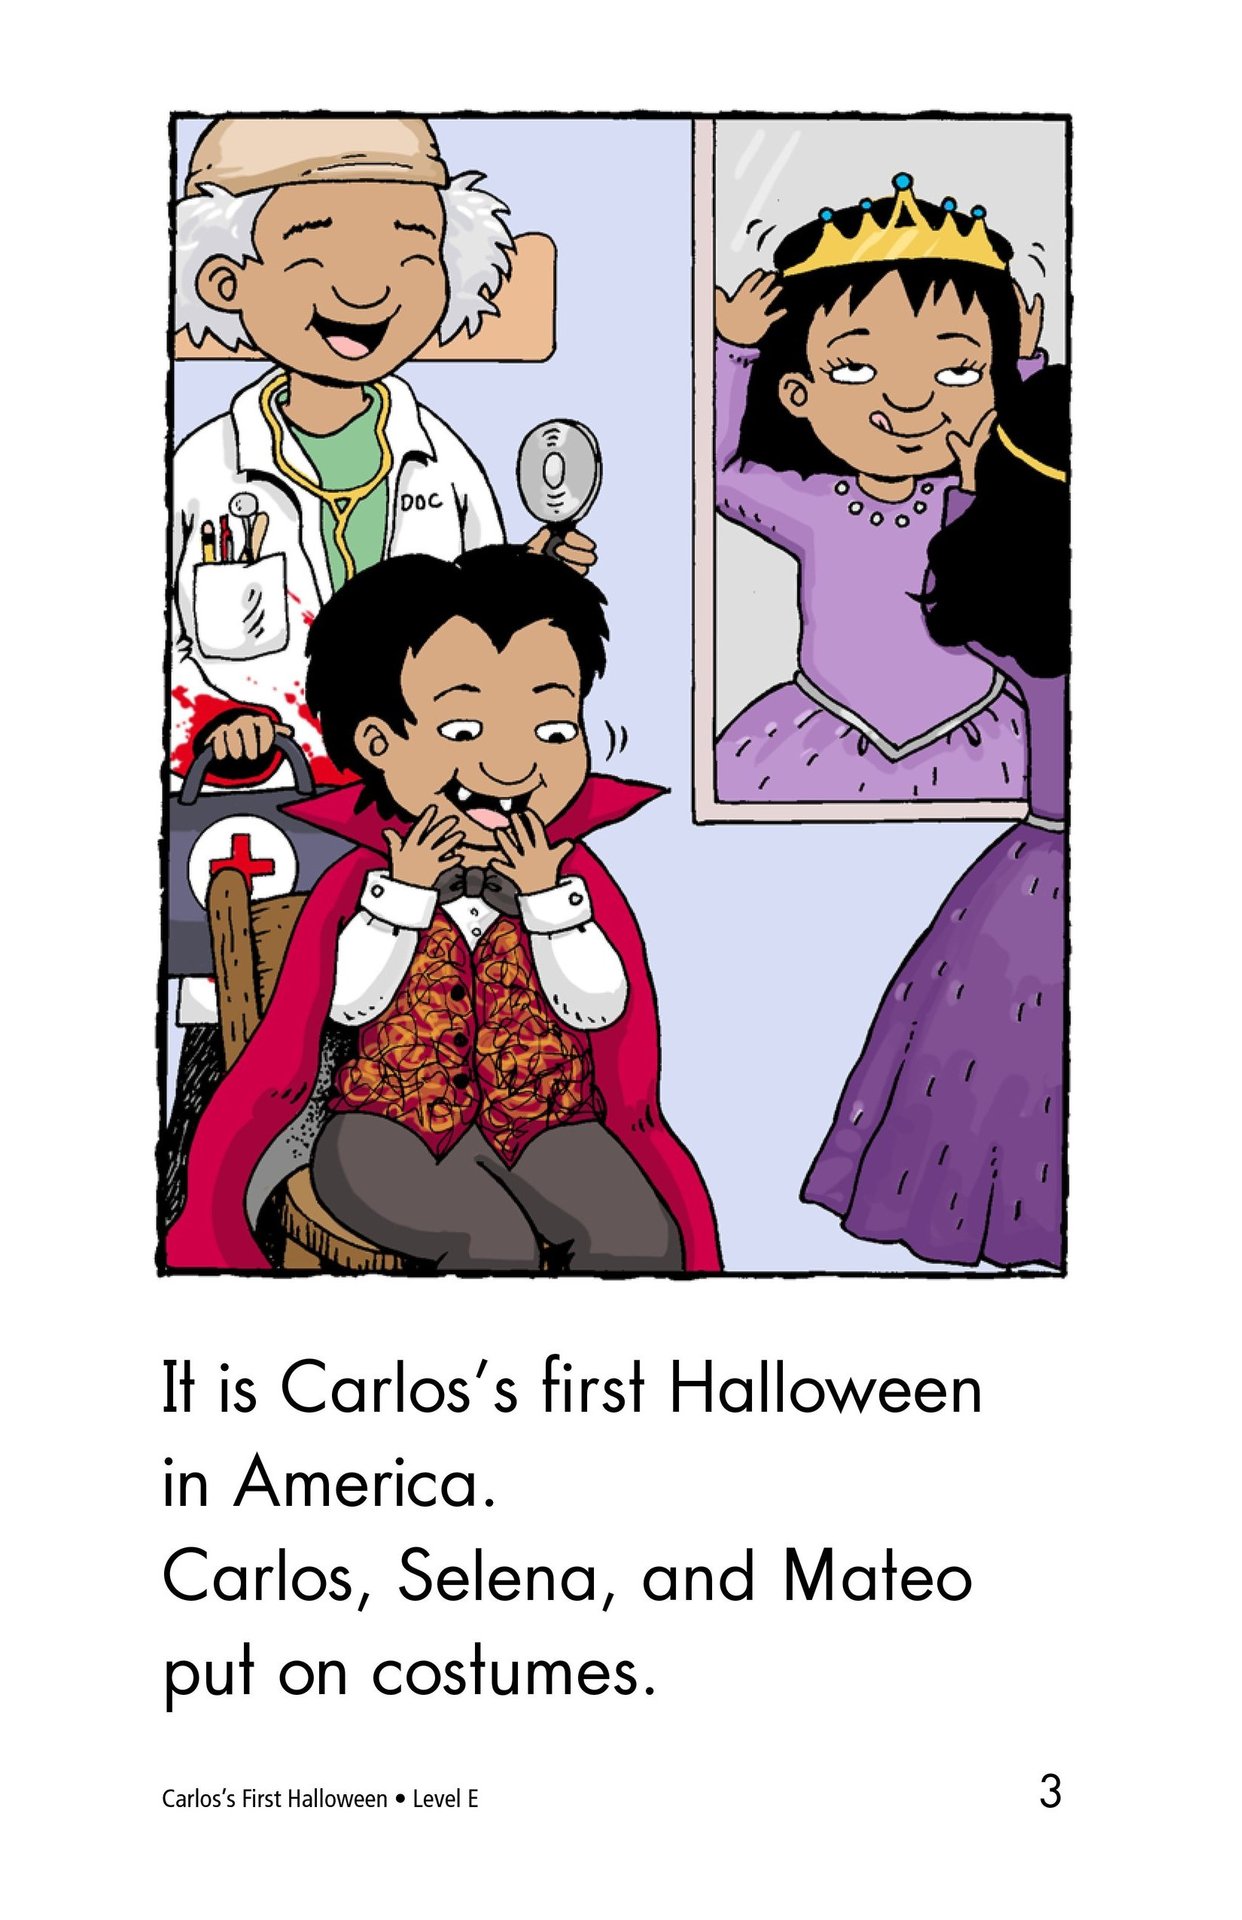 DOC
It is Carlos’s first Halloween
in America.
Carlos, Selena, and Mateo
put on costumes.
Carlos’s First Halloween • Level E
3